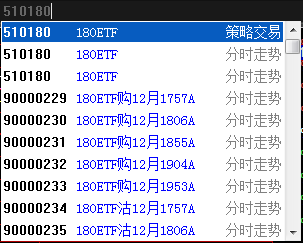 510180
510180 180ETF 策略交易
510180 180ETF 分时走势
510180 180ETF 分时走势
90000229 180ETF购12月1757A 分时走势
90000230 180ETF购12月1806A 分时走势
90000231 180ETF购12月1855A 分时走势
90000232 180ETF购12月1904A 分时走势
90000233 180ETF购12月1953A 分时走势
90000234 180ETF沽12月1757A 分时走势
90000235 180ETF沽12月1806A 分时走势